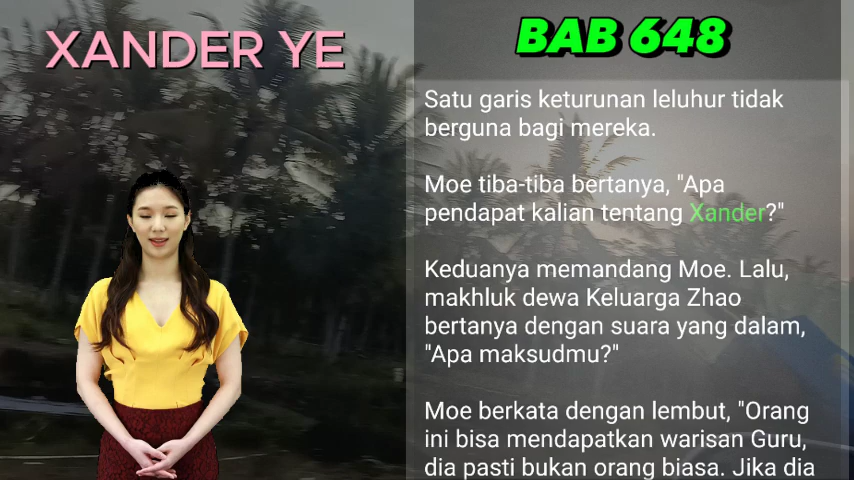 XANDER YE
BAB 648
Satu garis keturunan leluhur tidak
berguna bagi mereka.
Moe tiba-tiba bertanya, "Apa
pendapat kalian tentang Xander?"
Keduanya memandang Moe. Lalu,
makhluk dewa Keluarga Zhao
bertanya dengan suara yang dalam,
"Apa maksudmu?"
Moe berkata dengan lembut, "Orang
ini bisa mendapatkan warisan Guru,
dia pasti bukan orang biasa. Jika dia